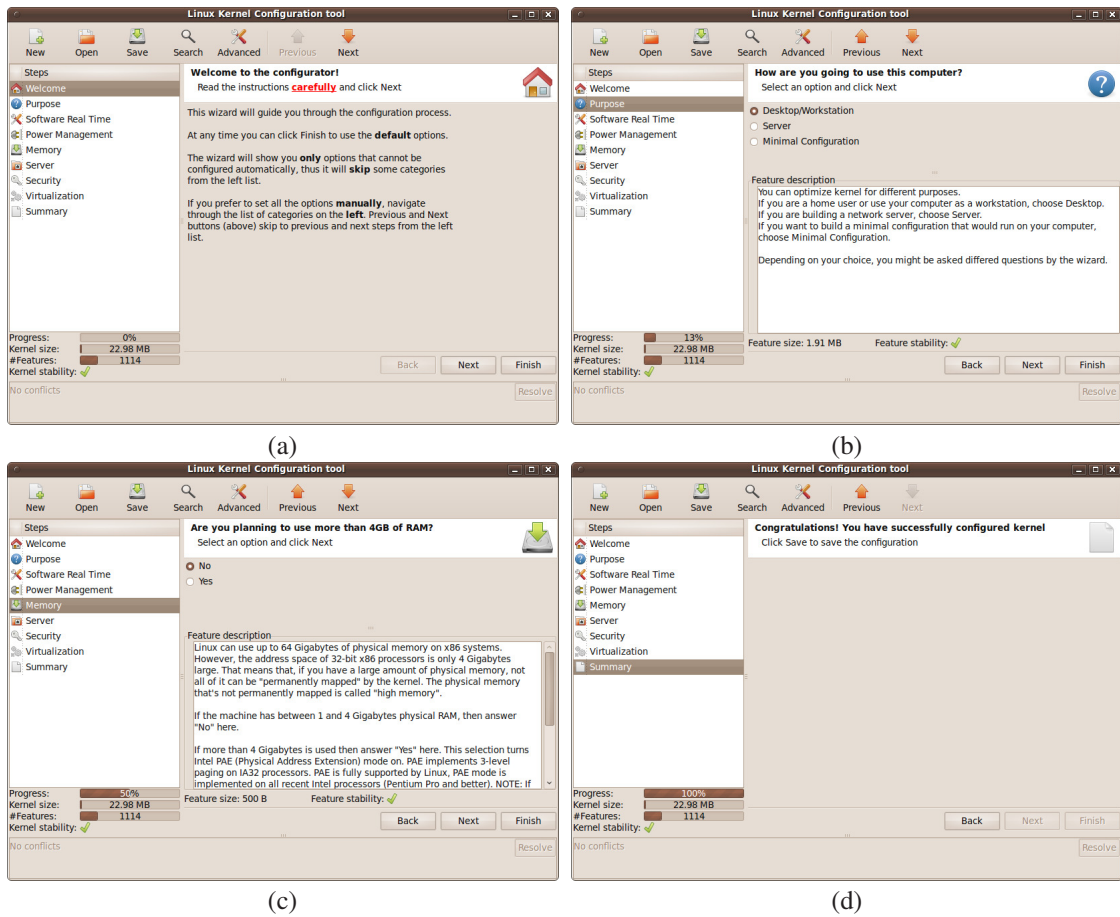 Linux Kernel Configuration tool
New Open Save Search Advanced Previous Next
Steps
Welcome
Purpose
Software Real Time
Power Management
Memory
Server
Security
Virtualization
Summary
Welcome to the configurator!
Read the instructions carefully and click Next
This wizard will guide you through the configuration process.
At any time you can click Finish to use the default options.
The wizard will show you only options that cannot be
configured automatically, thus it will skip some categories
from the left list.
If you prefer to set all the options manually, navigate
through the list of categories on the left. Previous and Next
buttons (above) skip to previous and next steps from the left
list.
Progress: 0%
Kernel size: 22.98 MB
#Features: 1114
Kernel stability:
Back Next Finish
No conflicts Resolve
(a)
Linux Kernel Configuration tool
New Open Save Search Advanced Previous Next
Steps
Welcome
Purpose
Software Real Time
Power Management
Memory
Server
Security
Virtualization
Summary
How are you going to use this computer?
Select an option and click Next
Desktop/Workstation
Server
Minimal Configuration
Feature description
You can optimize kernel for different purposes.
If you are a home user or use your computer as a workstation, choose Desktop.
If you are building a network server, choose Server.
If you want to build a minimal configuration that would run on your computer,
choose Minimal Configuration.
Depending on your choice, you might be asked differed questions by the wizard.
Feature size: 1.91 MB Feature stability:
Progress: 13%
Kernel size: 22.98 MB
#Features: 1114
Kernel stability:
Back Next Finish
No conflicts Resolve
(b)
Linux Kernel Configuration tool
New Open Save Search Advanced Previous Next
Steps
Welcome
Purpose
Software Real Time
Power Management
Memory
Server
Security
Virtualization
Summary
Are you planning to use more than 4GB of RAM?
Select an option and click Next
No
Yes
Feature description
Linux can use up to 64 Gigabytes of physical memory on x86 systems.
However, the address space of 32-bit x86 processors is only 4 Gigabytes
large. That means that, if you have a large amount of physical memory, not
all of it can be "permanently mapped" by the kernel. The physical memory
that's not permanently mapped is called "high memory".
If the machine has between 1 and 4 Gigabytes physical RAM, then answer
"No" here.
If more than 4 Gigabytes is used then answer "Yes" here. This selection turns
Intel PAE (Physical Address Extension) mode on. PAE implements 3-level
paging on IA32 processors. PAE is fully supported by Linux, PAE mode is
implemented on all recent Intel processors (Pentium Pro and better). NOTE: If
Feature size: 500 B Feature stability:
Progress: 50%
Kernel size: 22.98 MB
#Features: 1114
Kernel stability:
Back Next Finish
No conflicts Resolve
(c)
Linux Kernel Configuration tool
New Open Save Search Advanced Previous Next
Steps
Welcome
Purpose
Software Real Time
Power Management
Memory
Server
Security
Virtualization
Summary
Congratulations! You have successfully configured kernel
Click Save to save the configuration
Progress: 100%
Kernel size: 22.98 MB
#Features: 1114
Kernel stability:
Back Next Finish
No conflicts Resolve
(d)